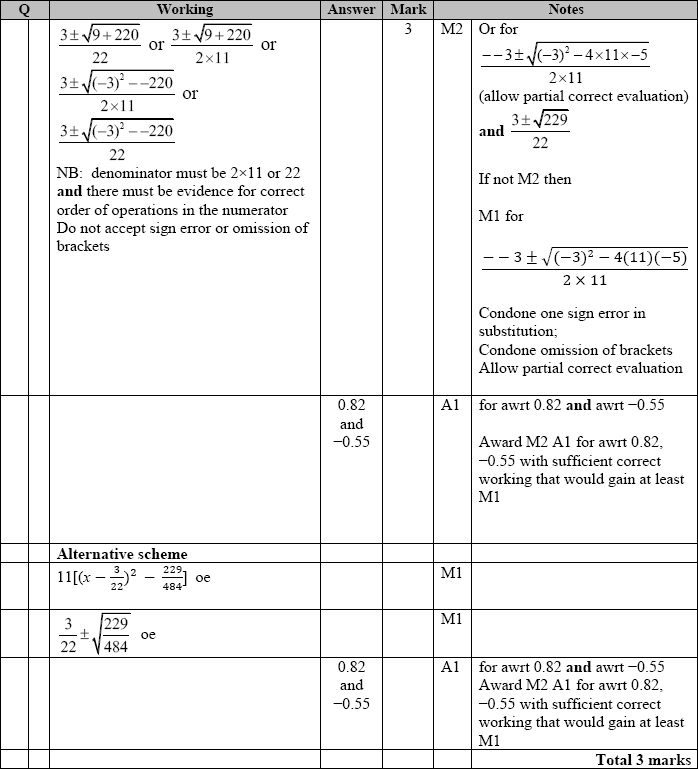 Q Working Answer Mark Notes
3±√9+220 / 22 or 3±√9+220 / 2×11 or
3±√(−3)² −−220 / 2×11 or
3±√(−3)² −−220 / 22
NB: denominator must be 2×11 or 22
and there must be evidence for correct
order of operations in the numerator
Do not accept sign error or omission of
brackets
3 M2 Or for
−−3±√(−3)² −4×11×−5 / 2×11
(allow partial correct evaluation)
and 3±√229 / 22
If not M2 then
M1 for
−−3 ± √(−3)² − 4(11)(−5) / 2 × 11
Condone one sign error in
substitution;
Condone omission of brackets
Allow partial correct evaluation
0.82
and
−0.55
A1 for awrt 0.82 and awrt −0.55
Award M2 A1 for awrt 0.82,
−0.55 with sufficient correct
working that would gain at least
M1
Alternative scheme
11[(x − 3/22)² − 229/484] oe M1
3/22 ± √229/484 oe M1
0.82
and
−0.55
A1 for awrt 0.82 and awrt −0.55
Award M2 A1 for awrt 0.82,
−0.55 with sufficient correct
working that would gain at least
M1
Total 3 marks